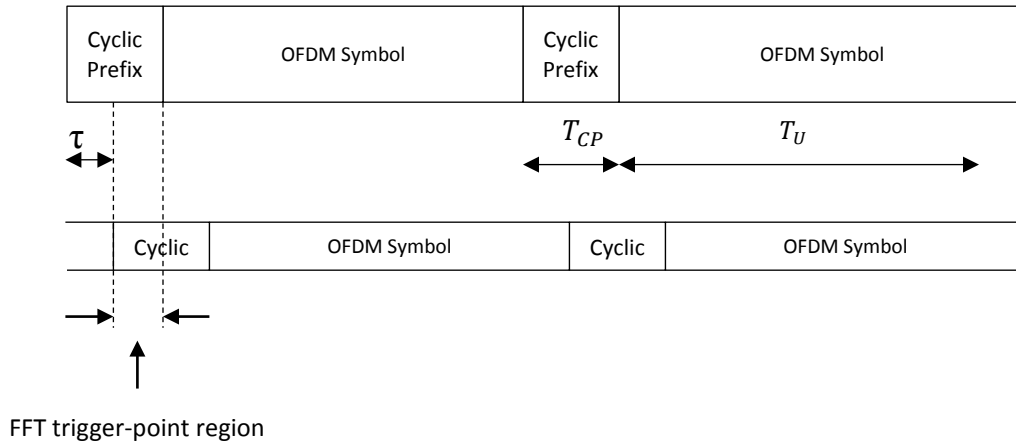 Cyclic Prefix OFDM Symbol Cyclic Prefix OFDM Symbol
τ T_CP T_U
Cyclic OFDM Symbol Cyclic OFDM Symbol
FFT trigger-point region